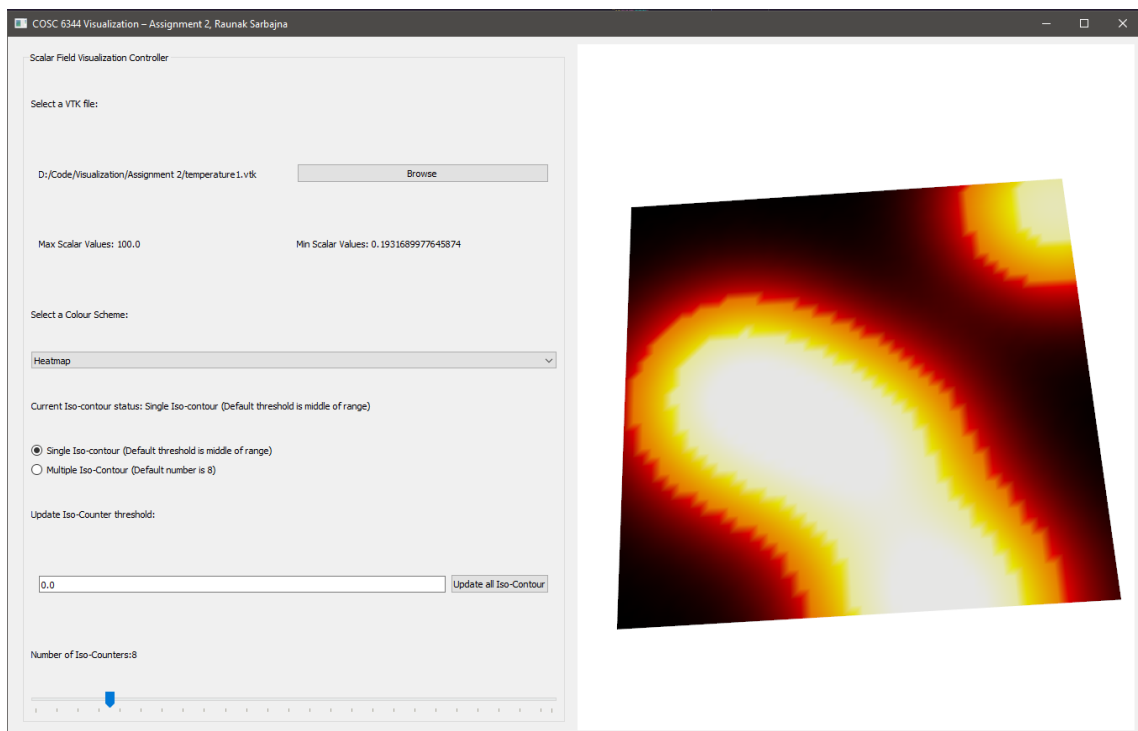 COSC 6344 Visualization – Assignment 2, Raunak Sarbajna
Scalar Field Visualization Controller
Select a VTK file:
D:/Code/Visualization/Assignment 2/temperature1.vtk
Browse
Max Scalar Values: 100.0
Min Scalar Values: 0.1931689977645874
Select a Colour Scheme:
Heatmap
Current Iso-contour status: Single Iso-contour (Default threshold is middle of range)
Single Iso-contour (Default threshold is middle of range)
Multiple Iso-Contour (Default number is 8)
Update Iso-Counter threshold:
0.0
Update all Iso-Contour
Number of Iso-Counters:8